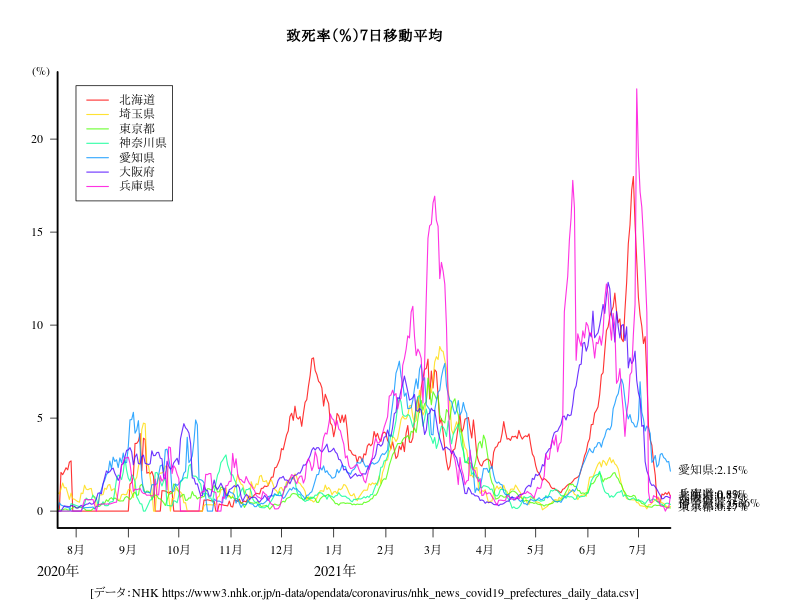 致死率(%)7日移動平均
(%)
20
15
10
5
0
北海道
埼玉県
東京都
神奈川県
愛知県
大阪府
兵庫県
愛知県:2.15%
8月 9月 10月 11月 12月 1月 2月 3月 4月 5月 6月 7月
2020年 2021年
[データ:NHK https://www3.nhk.or.jp/n-data/opendata/coronavirus/nhk_news_covid19_prefectures_daily_data.csv]